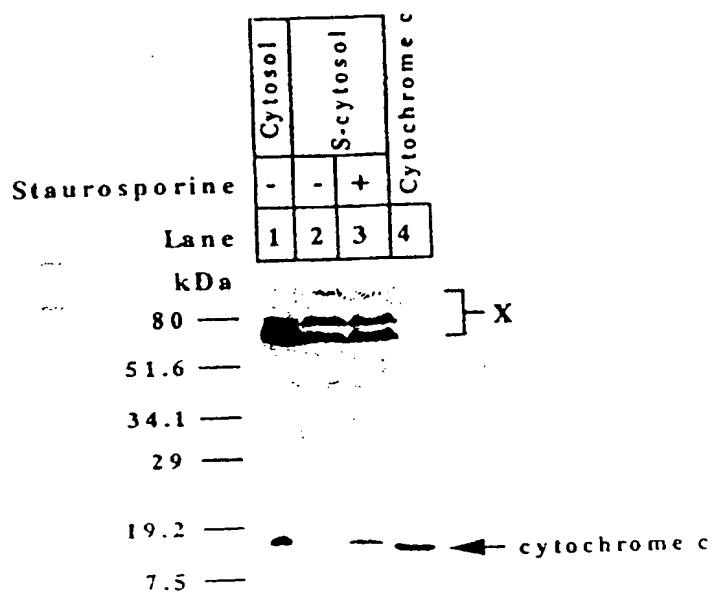 Cytosol
S-cytosol
Cytochrome c
Staurosporine - - +
Lane 1 2 3 4
kDa
80
X
51.6
34.1
29
19.2
cytochrome c
7.5